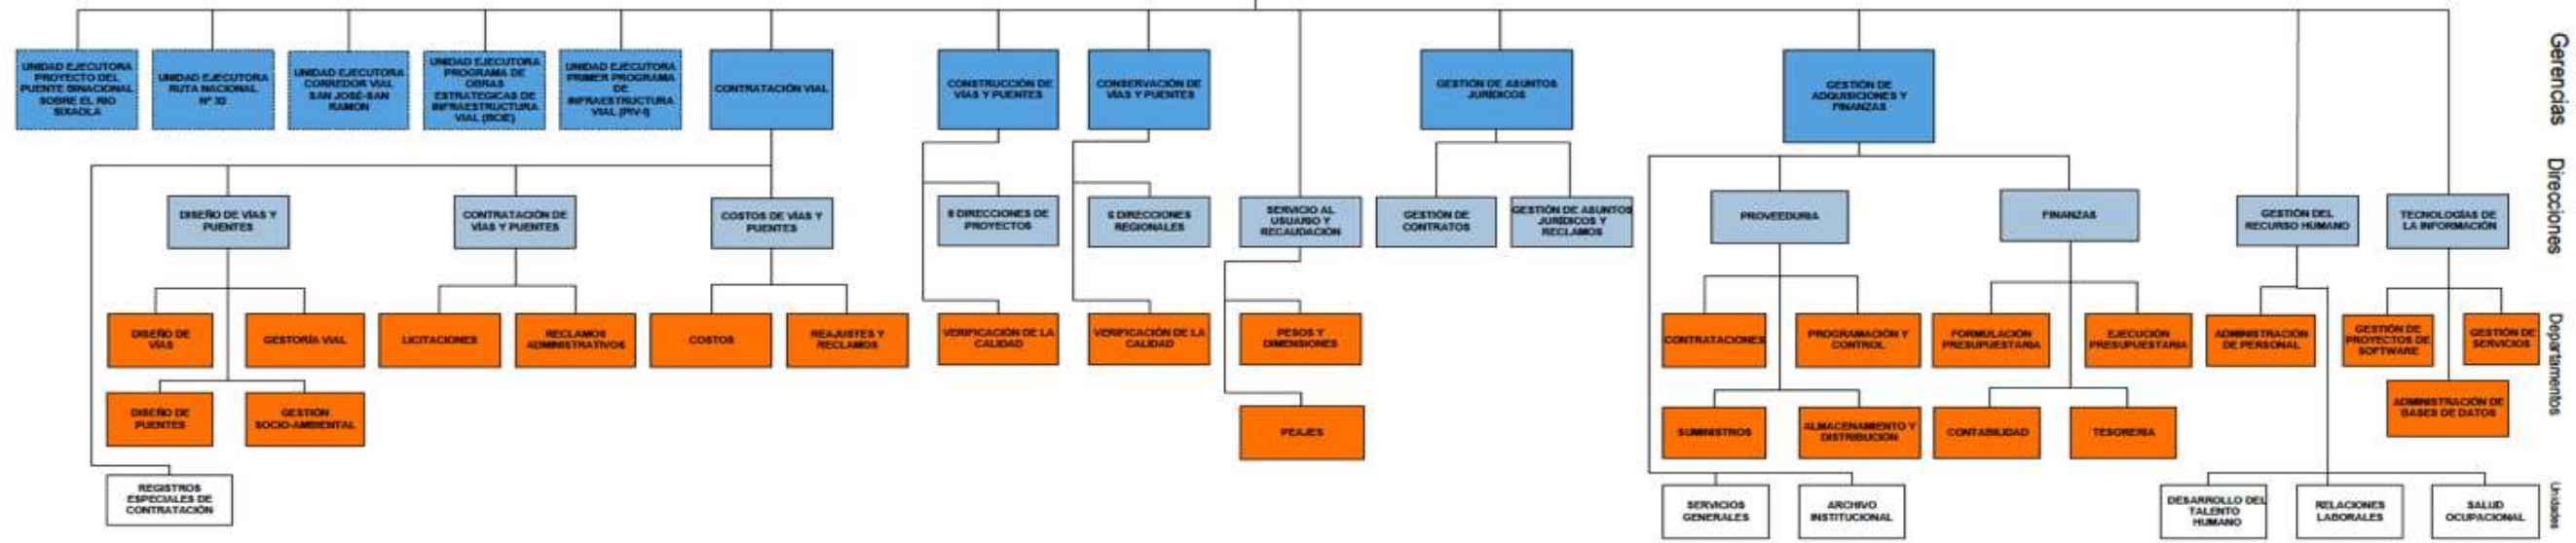 UNIDAD EJECUTORA
PROYECTO DEL
PUENTE BINACIONAL
SOBRE EL RIO
SIXAOLA
UNIDAD EJECUTORA
RUTA NACIONAL
N° 32
UNIDAD EJECUTORA
CORREDOR VIAL
SAN JOSÉ-SAN
RAMÓN
UNIDAD EJECUTORA
PROGRAMA DE
OBRAS
ESTRATEGICAS DE
INFRAESTRUCTURA
VIAL (BCIE)
UNIDAD EJECUTORA
PRIMER PROGRAMA
DE
INFRAESTRUCTURA
VIAL (PIV-I)
CONTRATACIÓN VIAL
CONSTRUCCIÓN DE
VÍAS Y PUENTES
CONSERVACIÓN DE
VÍAS Y PUENTES
GESTIÓN DE ASUNTOS
JURÍDICOS
GESTIÓN DE
ADQUISICIONES Y
FINANZAS
Gerencias
DISEÑO DE VÍAS Y
PUENTES
CONTRATACIÓN DE
VÍAS Y PUENTES
COSTOS DE VÍAS Y
PUENTES
DIRECCIONES DE
PROYECTOS
6 DIRECCIONES
REGIONALES
SERVICIO AL
USUARIO Y
RECAUDACIÓN
GESTIÓN DE
CONTRATOS
GESTIÓN DE ASUNTOS
JURÍDICOS Y
RECLAMOS
PROVEEDURIA
FINANZAS
GESTIÓN DEL
RECURSO HUMANO
TECNOLOGÍAS DE
LA INFORMACIÓN
Direcciones
DISEÑO DE
VÍAS
GESTORÍA VIAL
LICITACIONES
RECLAMOS
ADMINISTRATIVOS
COSTOS
REAJUSTES Y
RECLAMOS
VERIFICACIÓN DE LA
CALIDAD
VERIFICACIÓN DE LA
CALIDAD
PESOS Y
DIMENSIONES
CONTRATACIONES
PROGRAMACIÓN Y
CONTROL
FORMULACIÓN
PRESUPUESTARIA
EJECUCIÓN
PRESUPUESTARIA
ADMINISTRACIÓN
DE PERSONAL
GESTIÓN DE
PROYECTOS DE
SOFTWARE
GESTIÓN DE
SERVICIOS
Departamentos
DISEÑO DE
PUENTES
GESTIÓN
SOCIO-AMBIENTAL
PEAJES
SUMINISTROS
ALMACENAMIENTO Y
DISTRIBUCIÓN
CONTABILIDAD
TESORERIA
ADMINISTRACIÓN DE
BASES DE DATOS
REGISTROS
ESPECIALES DE
CONTRATACIÓN
SERVICIOS
GENERALES
ARCHIVO
INSTITUCIONAL
DESARROLLO DEL
TALENTO
HUMANO
RELACIONES
LABORALES
SALUD
OCUPACIONAL
Unidades